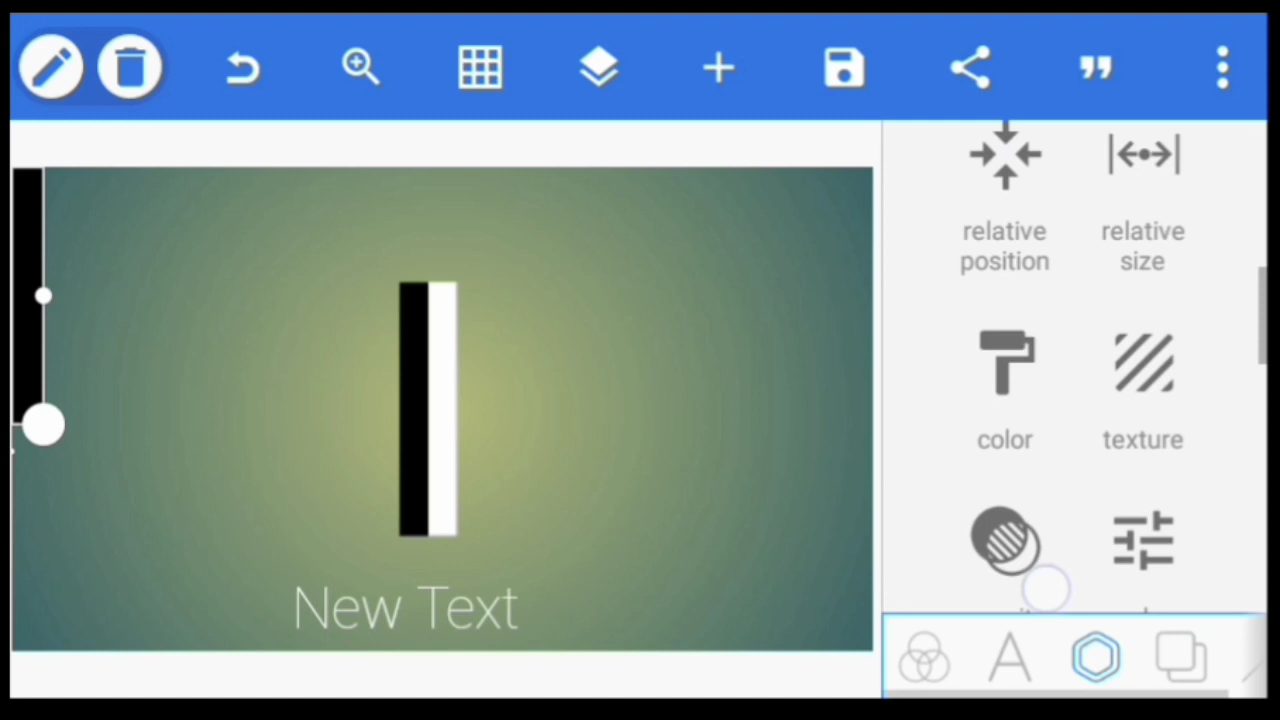 relative
position
relative
size
color
texture
New Text